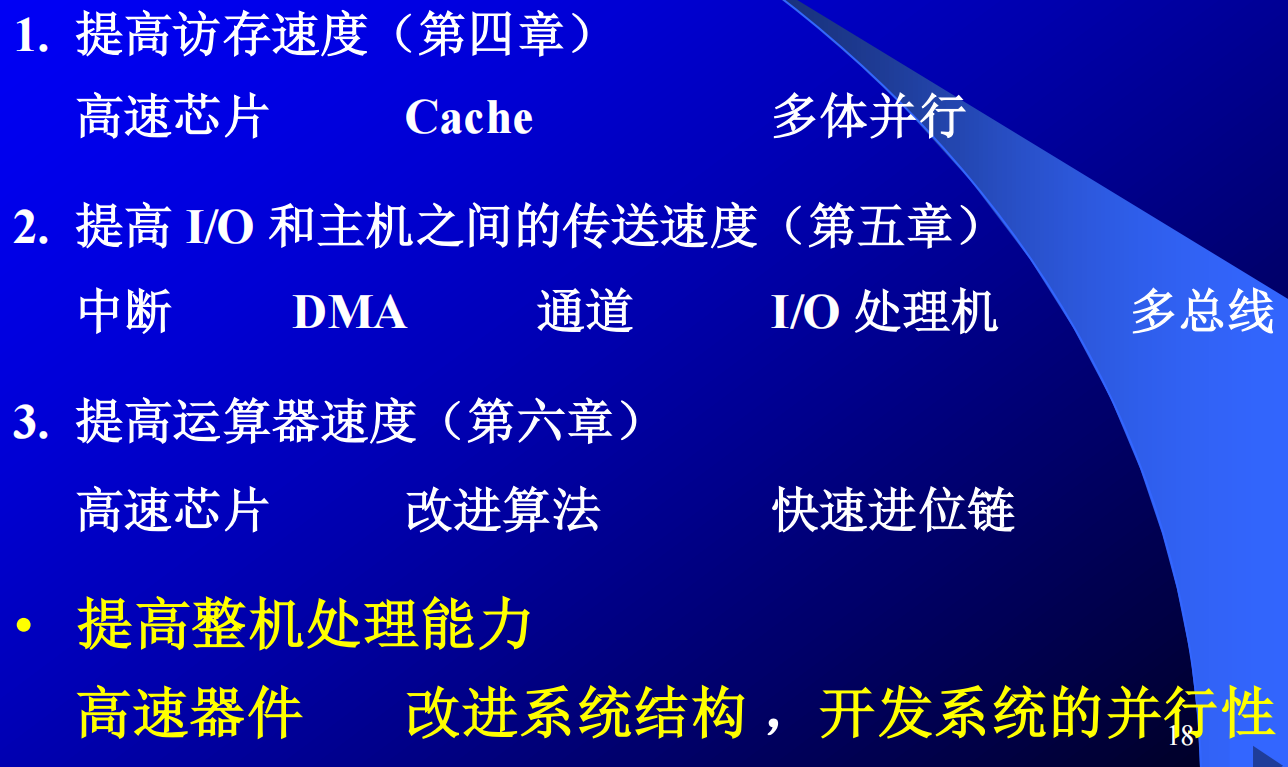 1. 提高访存速度（第四章）
高速芯片 Cache 多体并行
2. 提高 I/O 和主机之间的传送速度（第五章）
中断 DMA 通道 I/O 处理机 多总线
3. 提高运算器速度（第六章）
高速芯片 改进算法 快速进位链
• 提高整机处理能力
高速器件 改进系统结构 ，开发系统的并行性
18